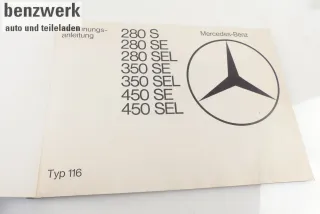 benzwerk
auto und teileladen
anleitung
280 S
280 SE
280 SEL
350 SE
350 SEL
450 SE
450 SEL
Mercedes-Benz
Typ 116